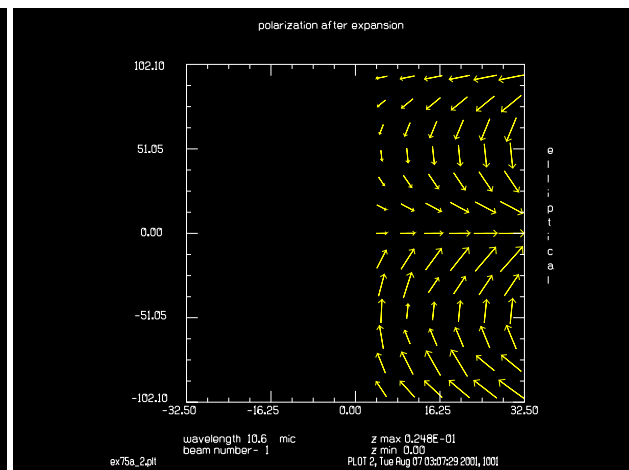 polarization after expansion
102.10
51.05
0.00
-51.05
-102.10
-32.50 -16.25 0.00 16.25 32.50
elliptical
wavelength 10.6 mic z max 0.248E-01
beam number- 1 z min 0.00
ex75a_2.plt PLOT 2, Tue Aug 07 03:07:29 2001, 1001